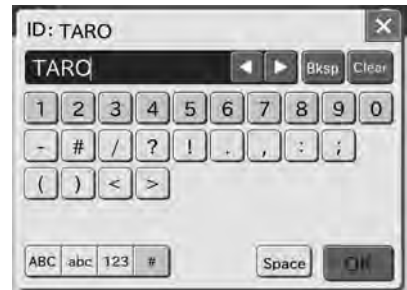 ID: TARO ×
TARO ◀ ▶ Bksp Clear
1 2 3 4 5 6 7 8 9 0
- # / ? ! . , : ;
( ) < >
ABC abc 123 # Space OK